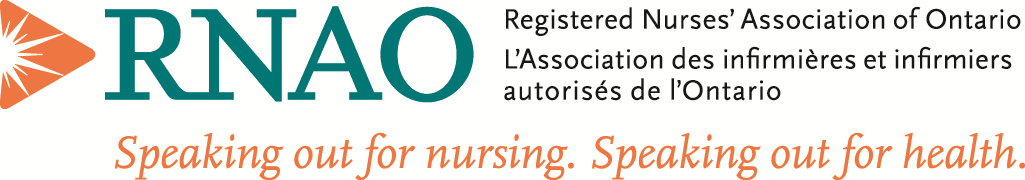 RNAO
Registered Nurses' Association of Ontario
L'Association des infirmières et infirmiers
autorisés de l'Ontario
Speaking out for nursing. Speaking out for health.